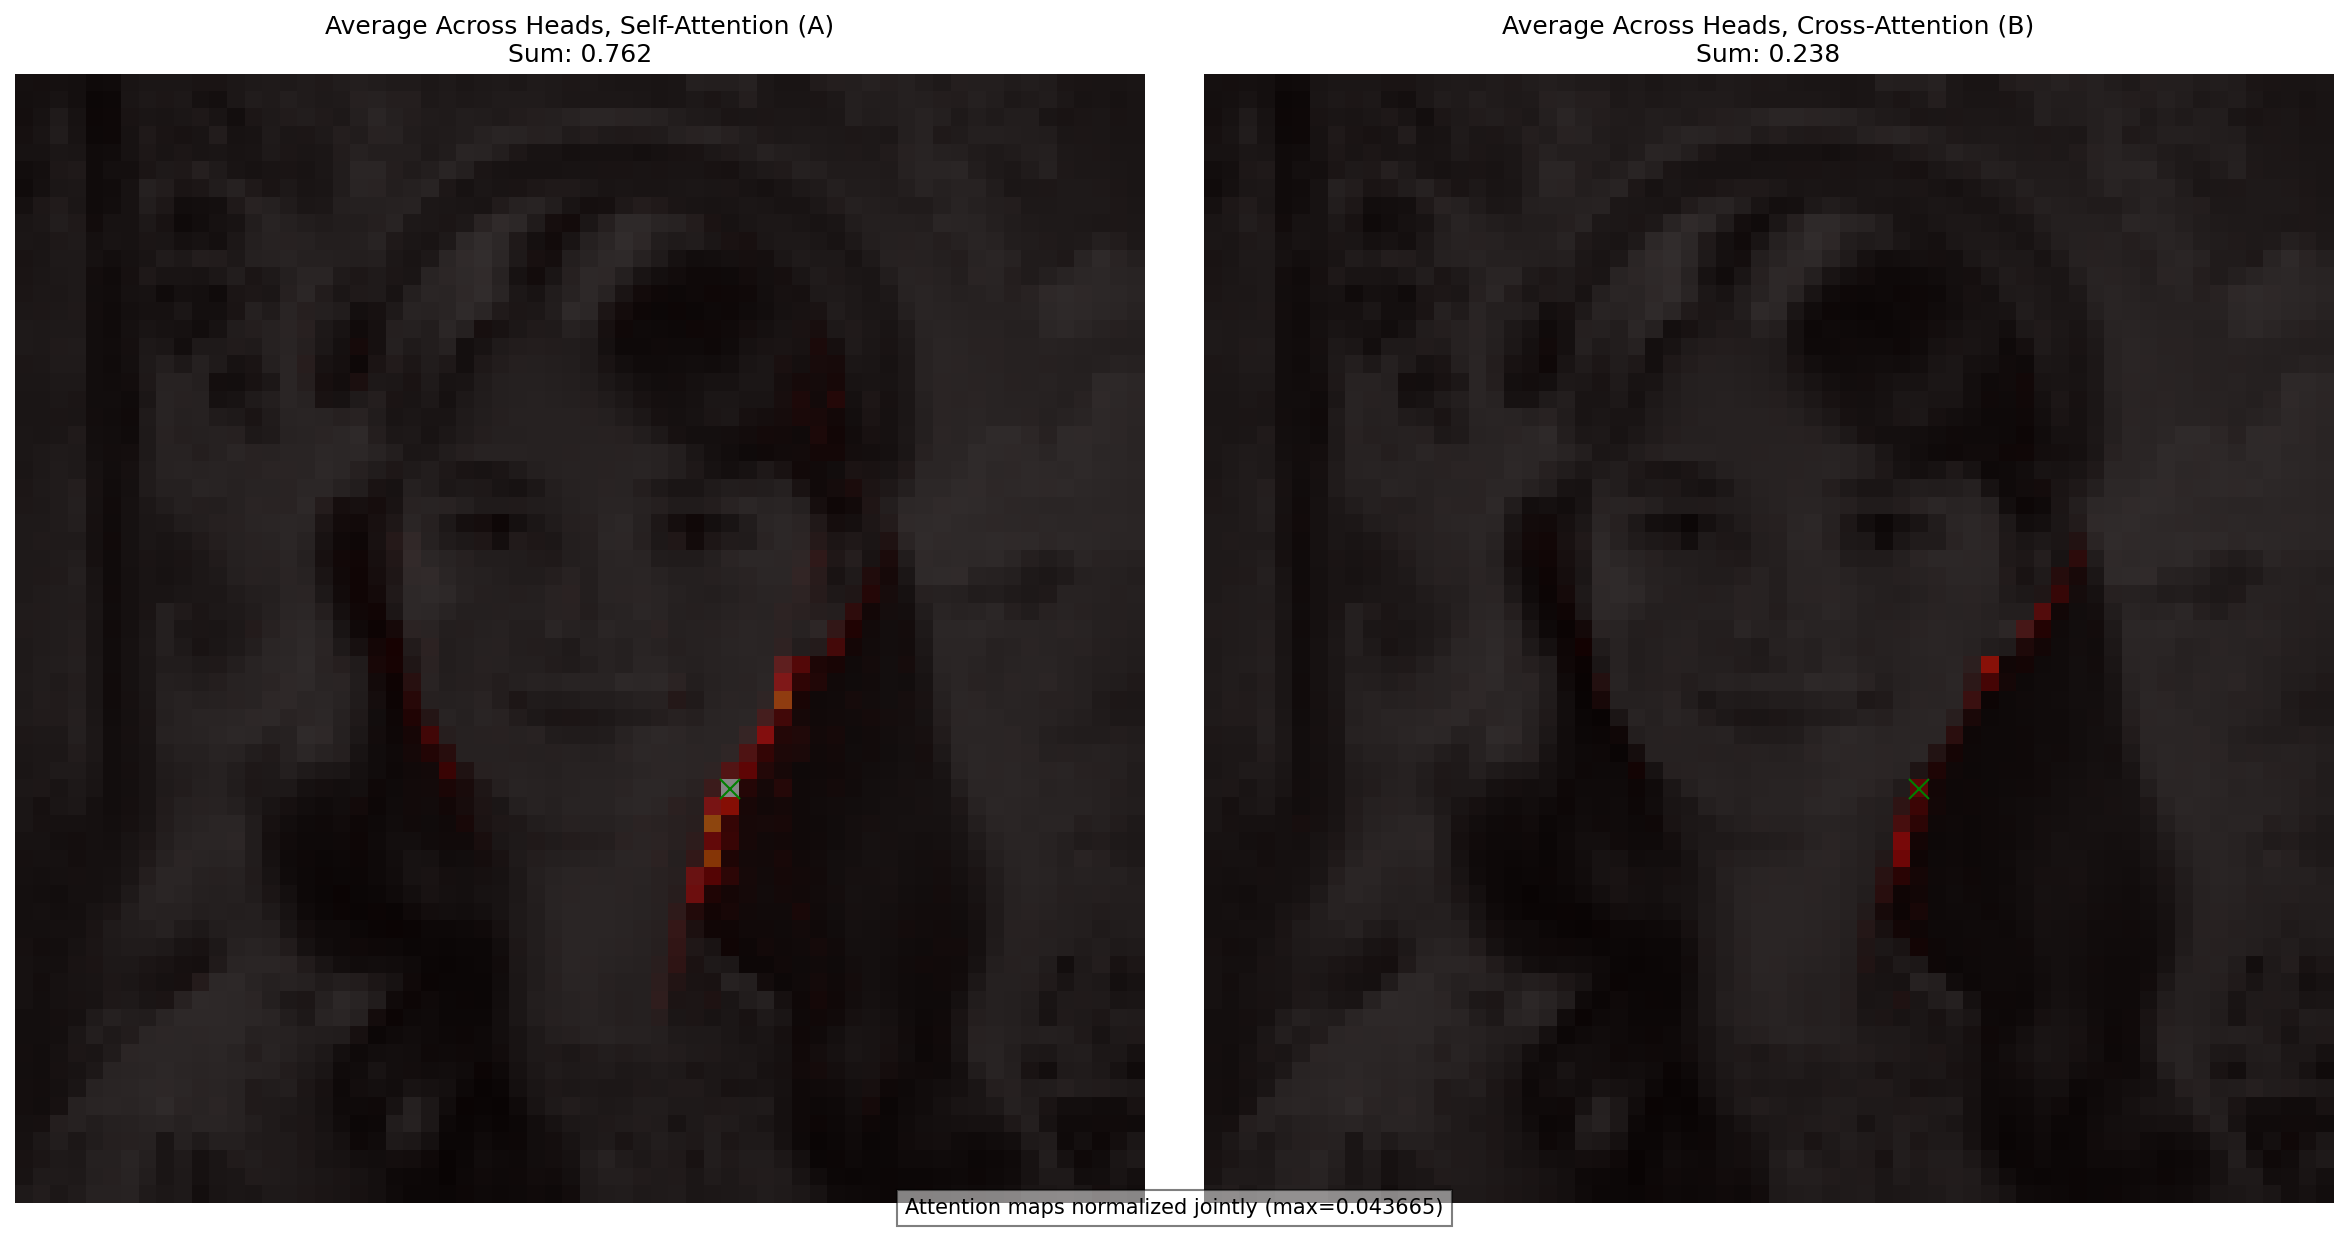 Average Across Heads, Self-Attention (A)
Sum: 0.762
Average Across Heads, Cross-Attention (B)
Sum: 0.238
Attention maps normalized jointly (max=0.043665)